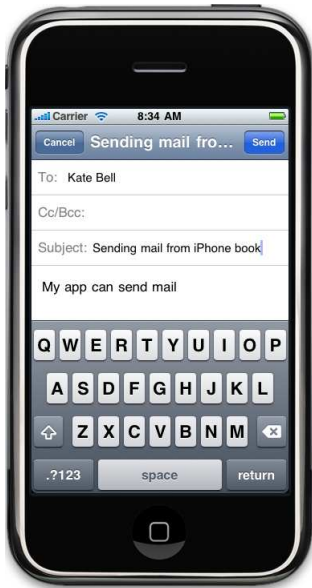 Carrier 8:34 AM
Cancel Sending mail fro... Send
To: Kate Bell
Cc/Bcc:
Subject: Sending mail from iPhone book
My app can send mail
Q W E R T Y U I O P
A S D F G H J K L
Z X C V B N M
.?123 space return